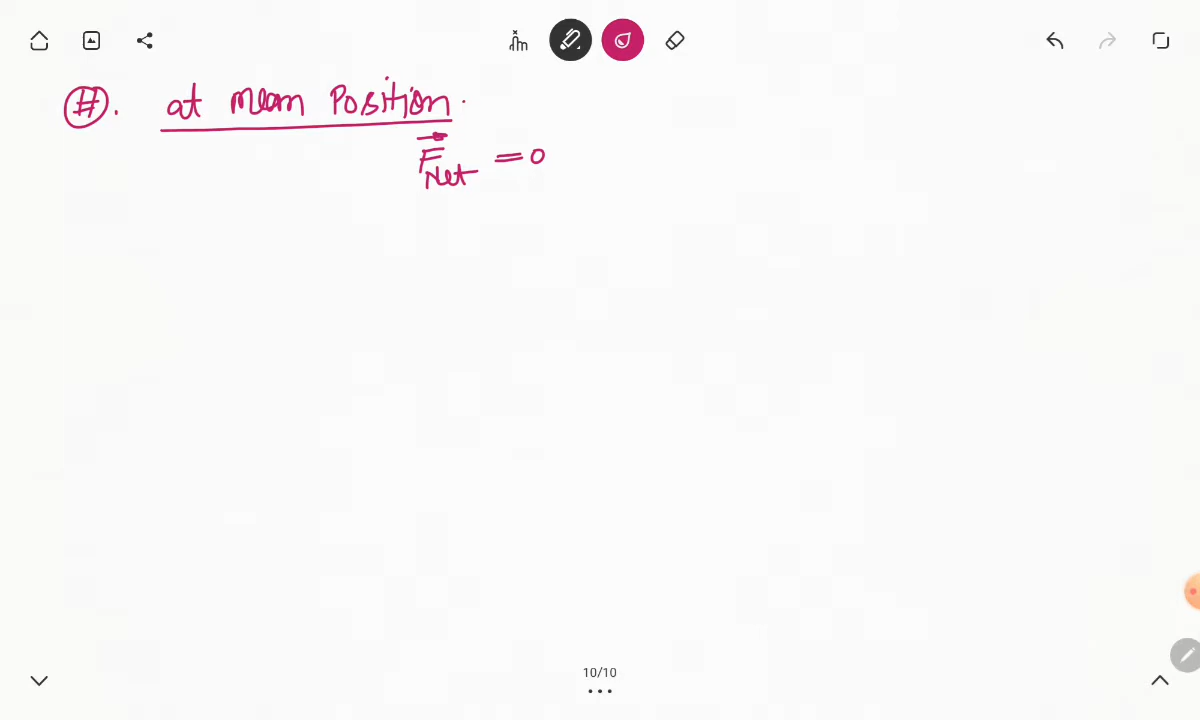 #. at mean Position.
F Net = 0
10/10